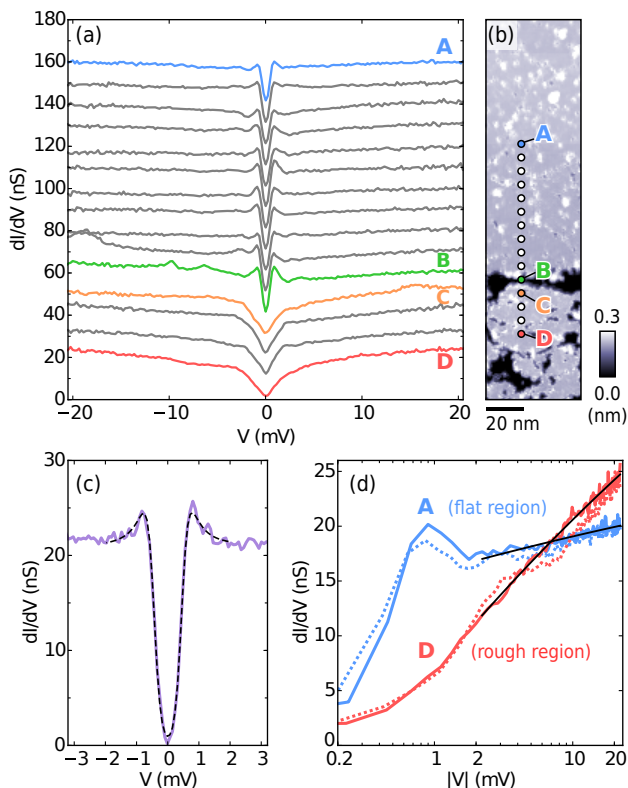 (a)
A
B
C
D
dI/dV (nS)
180
160
140
120
100
80
60
40
20
0
−20
−10
0
10
20
V (mV)
(b)
A
B
C
D
20 nm
0.3
0.0
(nm)
(c)
dI/dV (nS)
30
20
10
0
−3
−2
−1
0
1
2
3
V (mV)
(d)
A (flat region)
D (rough region)
dI/dV (nS)
25
20
15
10
5
0
0.2
1
2
10
20
|V| (mV)